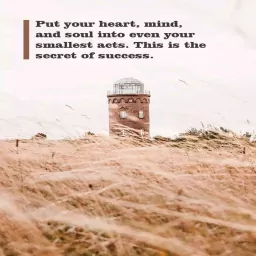 Put your heart, mind,
and soul into even your
smallest acts. This is the
secret of success.